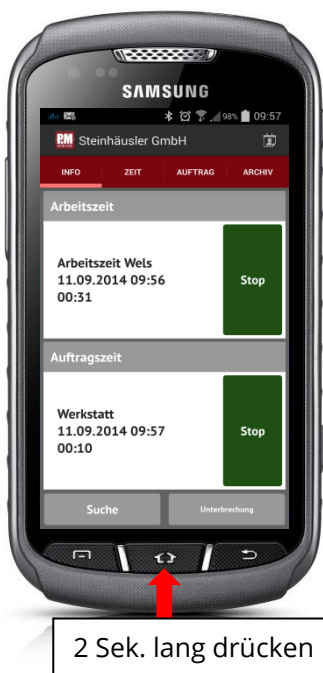 SAMSUNG
98% 09:57
PM Steinhäusler GmbH
INFO ZEIT AUFTRAG ARCHIV
Arbeitszeit
Arbeitszeit Wels
11.09.2014 09:56
00:31
Stop
Auftragszeit
Werkstatt
11.09.2014 09:57
00:10
Stop
Suche Unterbrechung
2 Sek. lang drücken